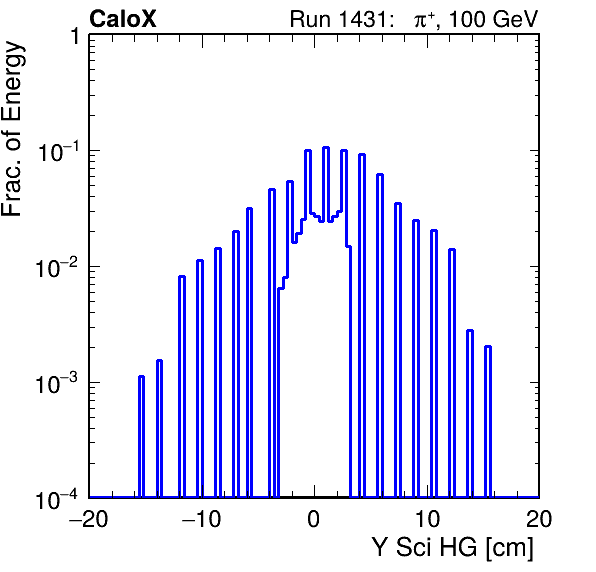 CaloX Run 1431: π⁺, 100 GeV
Frac. of Energy
1
10⁻¹
10⁻²
10⁻³
10⁻⁴
−20 −10 0 10 20
Y Sci HG [cm]